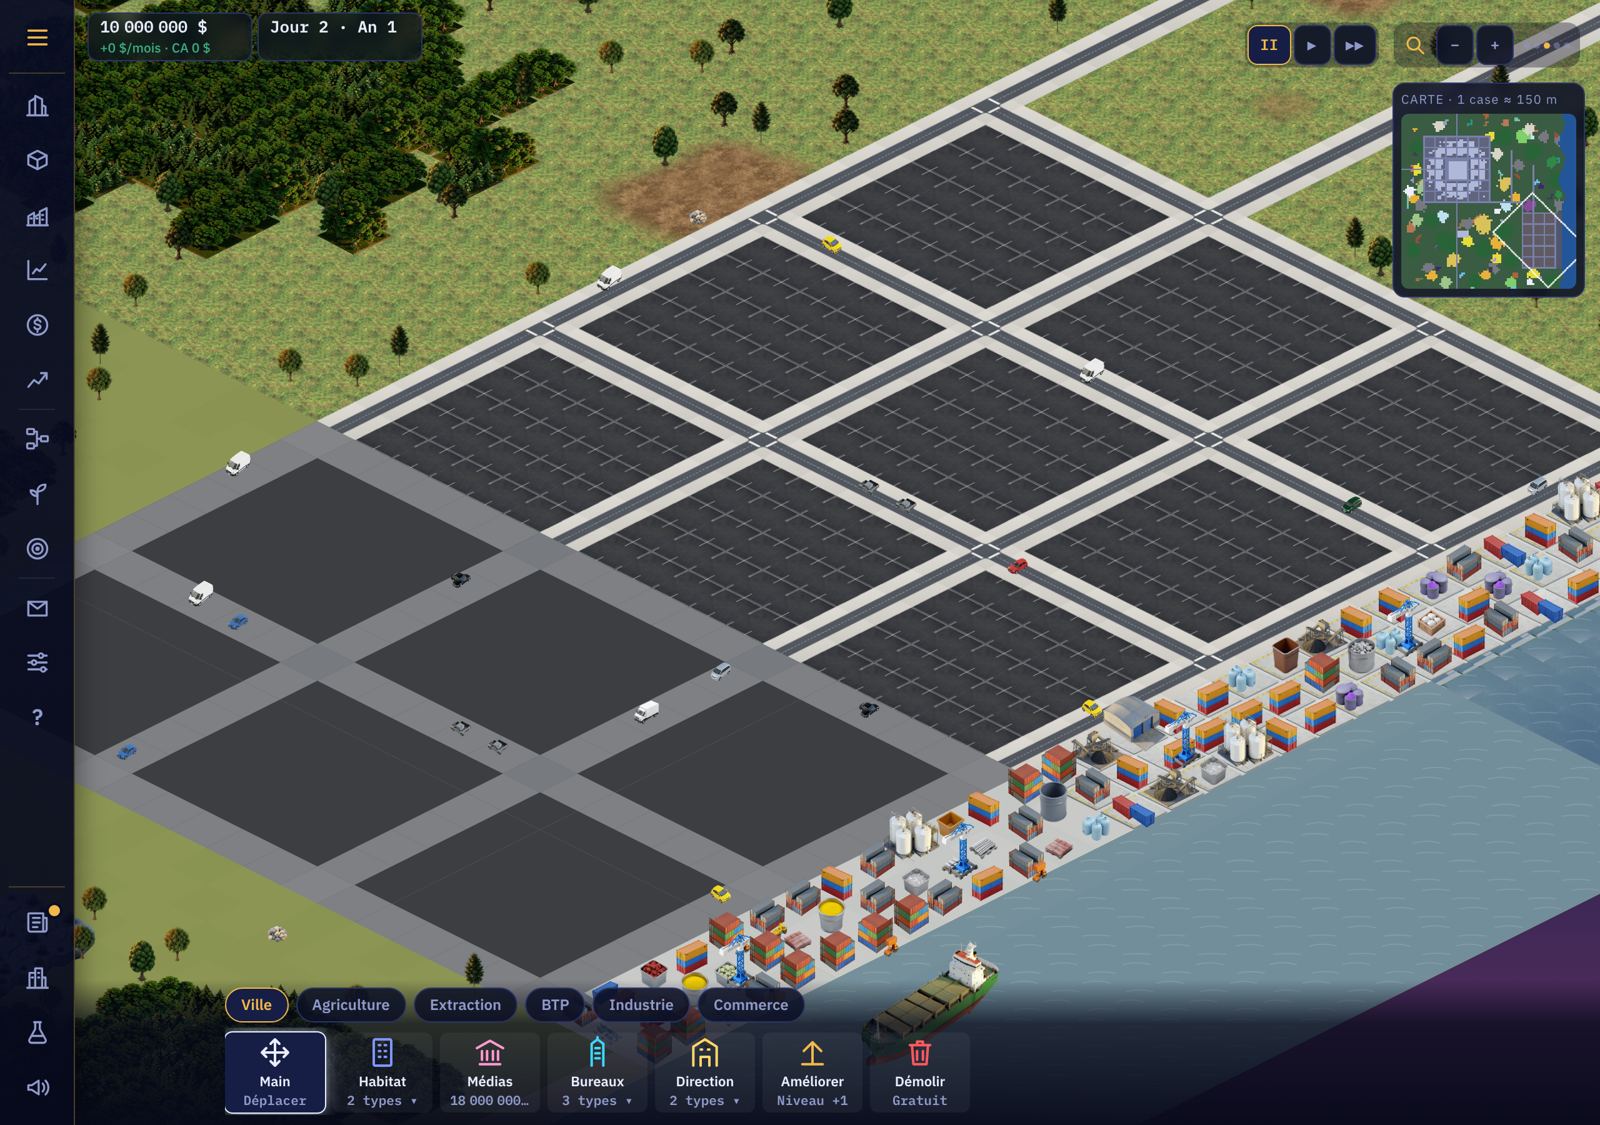 10 000 000 $
+0 $/mois · CA 0 $
Jour 2 · An 1
CARTE · 1 case ≈ 150 m
Ville
Agriculture
Extraction
BTP
Industrie
Commerce
Main
Déplacer
Habitat
2 types ▾
Médias
18 000 000…
Bureaux
3 types ▾
Direction
2 types ▾
Améliorer
Niveau +1
Démolir
Gratuit